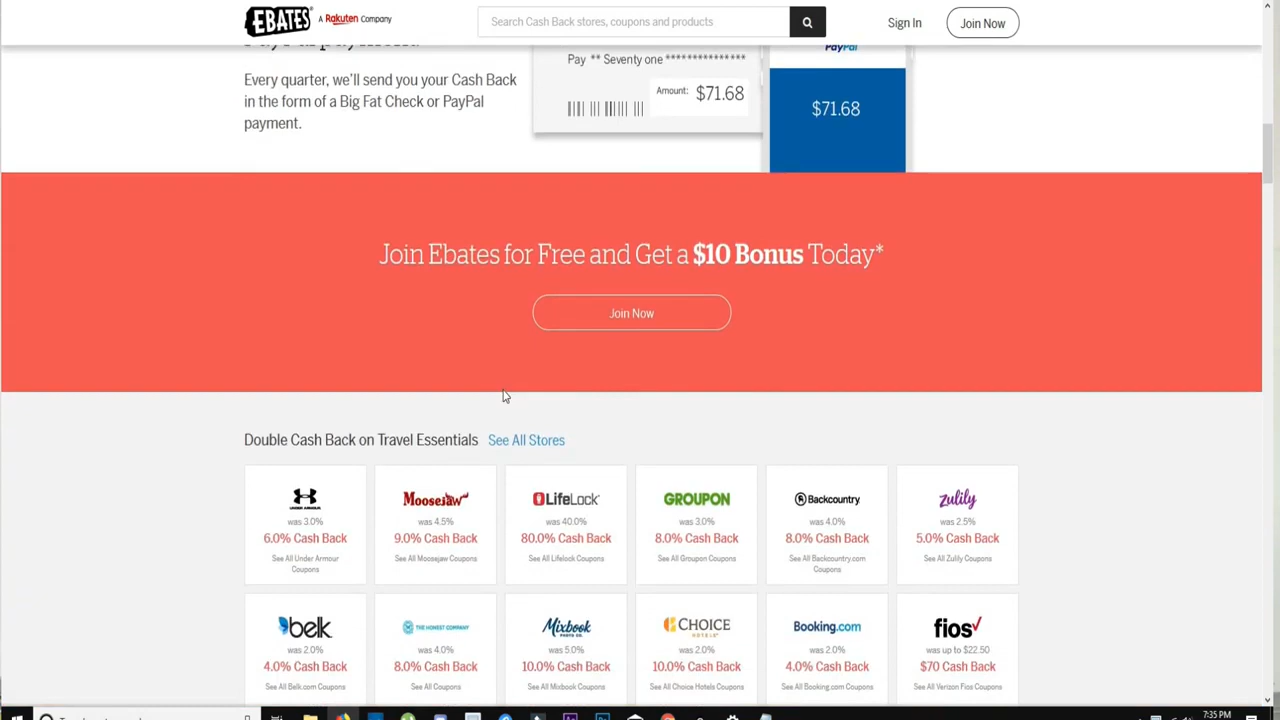 EBATES
A Rakuten Company
Search Cash Back stores, coupons and products
Sign In
Join Now
Every quarter, we'll send you your Cash Back
in the form of a Big Fat Check or PayPal
payment.
Pay ** Seventy one **************
Amount: $71.68
PayPal
$71.68
Join Ebates for Free and Get a $10 Bonus Today*
Join Now
Double Cash Back on Travel Essentials See All Stores
UNDER ARMOUR
was 3.0%
6.0% Cash Back
See All Under Armour
Coupons
Moosejaw
was 4.5%
9.0% Cash Back
See All Moosejaw Coupons
LifeLock
was 40.0%
80.0% Cash Back
See All Lifelock Coupons
GROUPON
was 3.0%
8.0% Cash Back
See All Groupon Coupons
Backcountry
was 4.0%
8.0% Cash Back
See All Backcountry.com
Coupons
zulily
was 2.5%
5.0% Cash Back
See All Zulily Coupons
belk
was 2.0%
4.0% Cash Back
See All Belk.com Coupons
THE HONEST COMPANY
was 4.0%
8.0% Cash Back
See All Coupons
Mixbook
PHOTO CO.
was 5.0%
10.0% Cash Back
See All Mixbook Coupons
CHOICE
HOTELS
was 2.0%
10.0% Cash Back
See All Choice Hotels Coupons
Booking.com
was 2.0%
4.0% Cash Back
See All Booking.com Coupons
fios
was up to $22.50
$70 Cash Back
See All Verizon Fios Coupons
7:35 PM